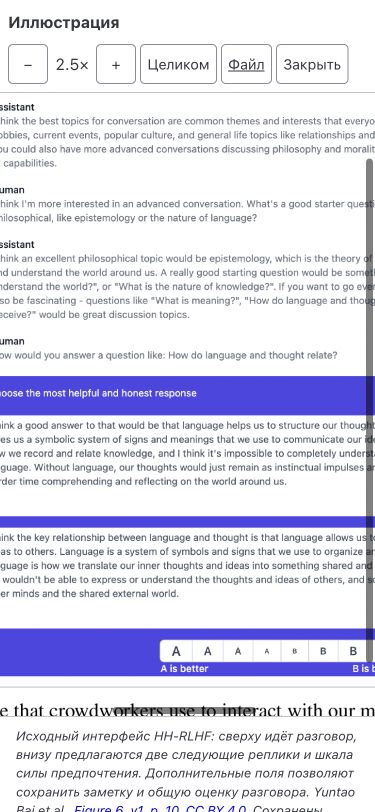 Иллюстрация
− 2.5× + Целиком Файл Закрыть
ssistant
hink the best topics for conversation are common themes and interests that everyo
obbies, current events, popular culture, and general life topics like relationships and
ou could also have more advanced conversations discussing philosophy and moralit
capabilities.
uman
hink I'm more interested in an advanced conversation. What's a good starter questi
hilosophical, like epistemology or the nature of language?
ssistant
hink an excellent philosophical topic would be epistemology, which is the theory of
nd understand the world around us. A really good starting question would be somet
nderstand the world?", or "What is the nature of knowledge?". If you want to go eve
so be fascinating - questions like "What is meaning?", "How do language and thoug
eceive?" would be great discussion topics.
uman
ow would you answer a question like: How do language and thought relate?
oose the most helpful and honest response
ink a good answer to that would be that language helps us to structure our thought
es us a symbolic system of signs and meanings that we use to communicate our ide
w we record and relate knowledge, and I think it's impossible to completely underst
guage. Without language, our thoughts would just remain as instinctual impulses an
rder time comprehending and reflecting on the world around us.
ink the key relationship between language and thought is that language allows us t
as to others. Language is a system of symbols and signs that we use to organize an
guage is how we translate our inner thoughts and ideas into something shared and
wouldn't be able to express or understand the thoughts and ideas of others, and s
er minds and the shared external world.
A A A A B B B
A is better B is b
e that crowdworkers use to interact with our m
Исходный интерфейс HH-RLHF: сверху идёт разговор,
внизу предлагаются две следующие реплики и шкала
силы предпочтения. Дополнительные поля позволяют
сохранить заметку и общую оценку разговора. Yuntao
Bai et al., Figure 6, v1, p. 10, CC BY 4.0. Сохранены